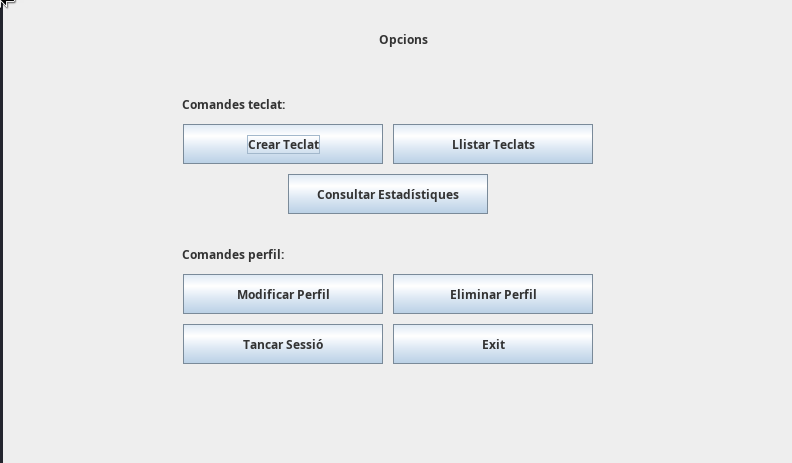 Opcions
Comandes teclat:
Crear Teclat
Llistar Teclats
Consultar Estadístiques
Comandes perfil:
Modificar Perfil
Eliminar Perfil
Tancar Sessió
Exit